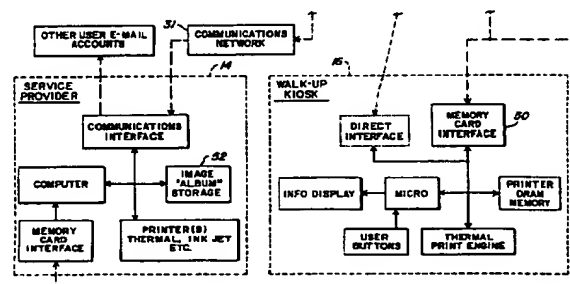 OTHER USER E-MAIL
ACCOUNTS
31
COMMUNICATIONS
NETWORK
14
SERVICE
PROVIDER
COMMUNICATIONS
INTERFACE
COMPUTER
52
IMAGE
"ALBUM"
STORAGE
MEMORY
CARD
INTERFACE
PRINTER(S)
THERMAL, INK JET
ETC.
WALK-UP
KIOSK
DIRECT
INTERFACE
MEMORY
CARD
INTERFACE
50
INFO DISPLAY
MICRO
PRINTER
DRAM
MEMORY
USER
BUTTONS
THERMAL
PRINT ENGINE